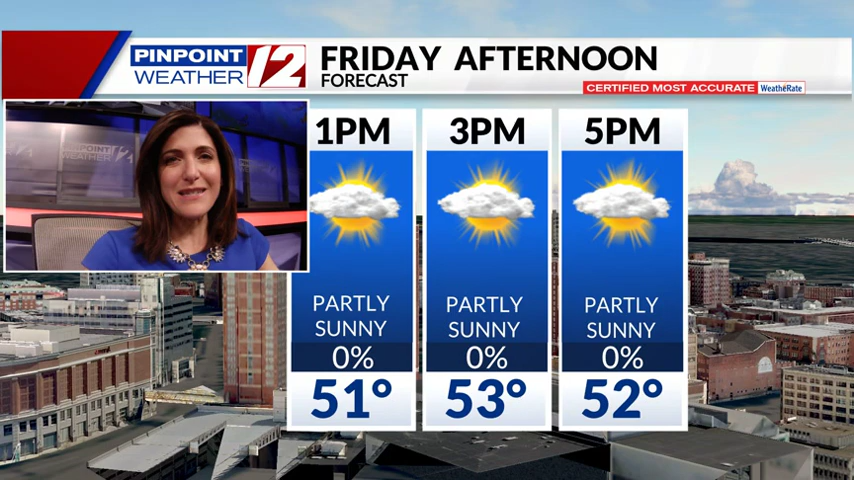 PINPOINT
WEATHER 12
FRIDAY AFTERNOON
FORECAST
CERTIFIED MOST ACCURATE WeatheRate
PINPOINT
WEATHER 12
1PM 3PM 5PM
PARTLY SUNNY
0%
51°
PARTLY SUNNY
0%
53°
PARTLY SUNNY
0%
52°